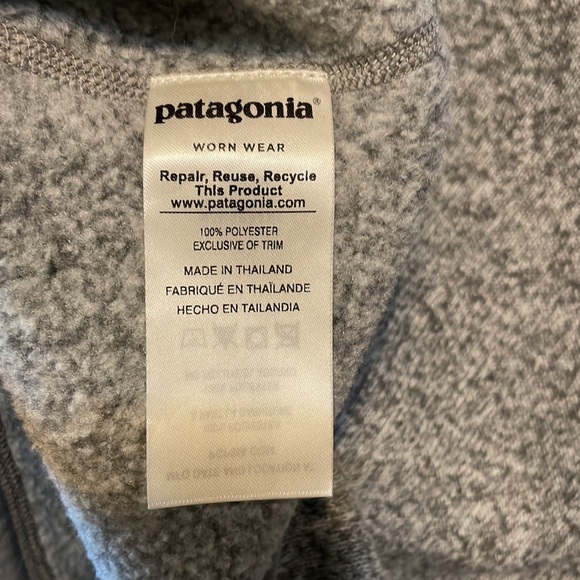 patagonia®
WORN WEAR
Repair, Reuse, Recycle
This Product
www.patagonia.com
100% POLYESTER
EXCLUSIVE OF TRIM
MADE IN THAILAND
FABRIQUÉ EN THAÏLANDE
HECHO EN TAILANDIA